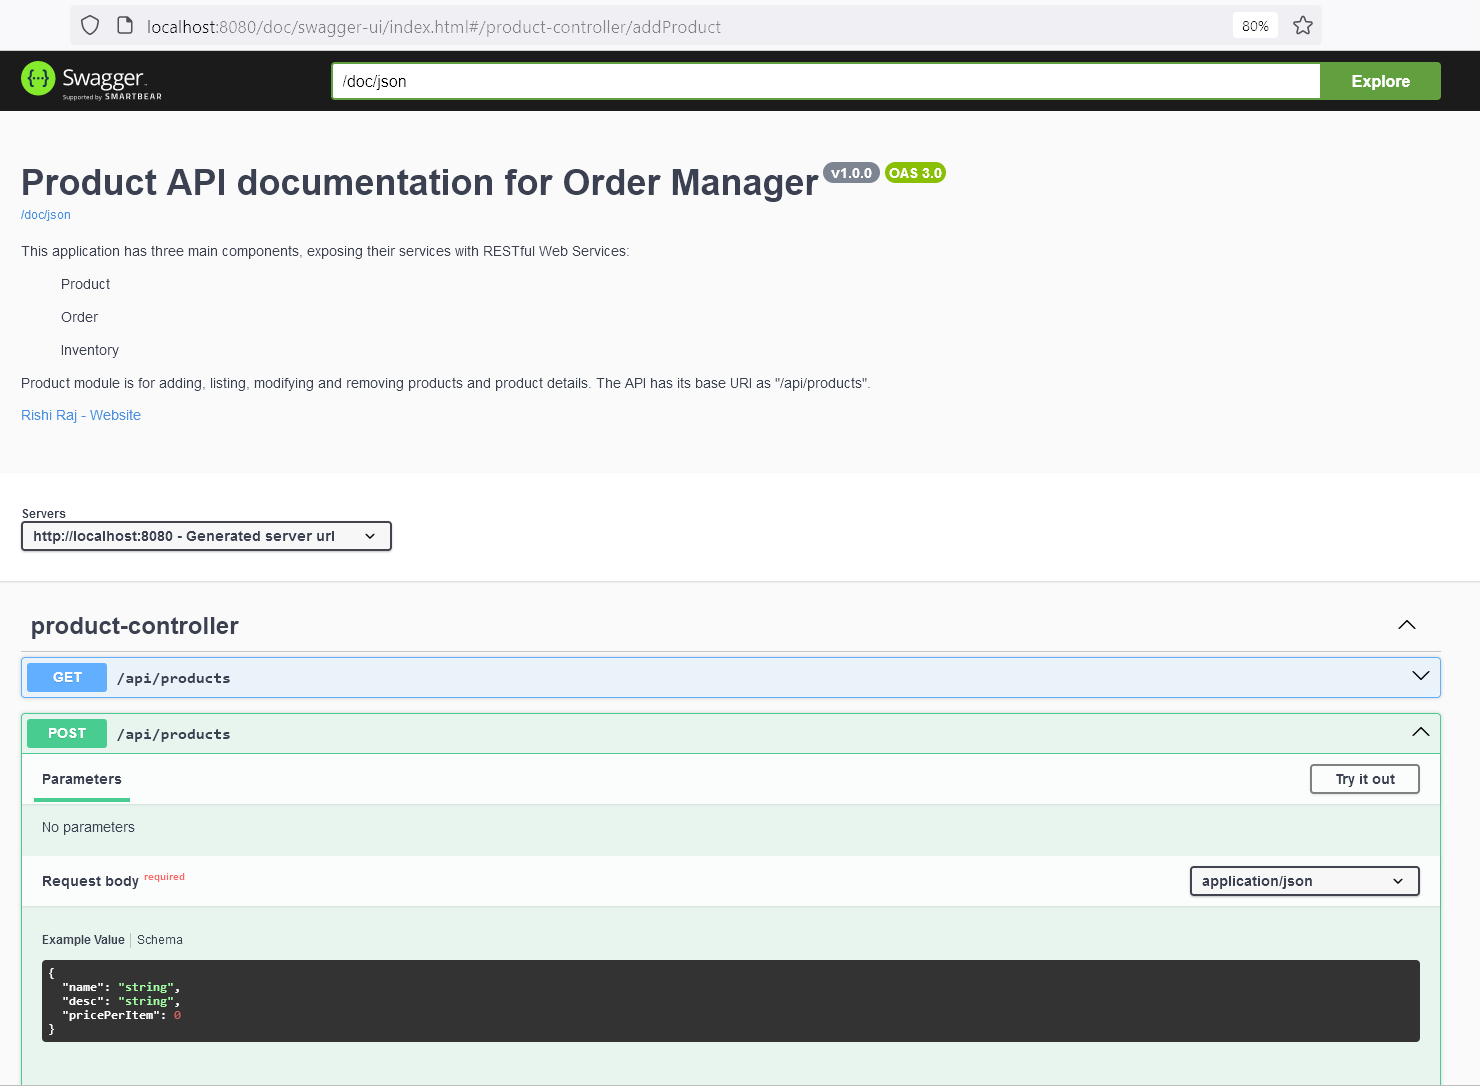 localhost:8080/doc/swagger-ui/index.html#/product-controller/addProduct 80%
{...} Swagger
Supported by SMARTBEAR
/doc/json Explore
Product API documentation for Order Manager v1.0.0 OAS 3.0
/doc/json
This application has three main components, exposing their services with RESTful Web Services:
Product
Order
Inventory
Product module is for adding, listing, modifying and removing products and product details. The API has its base URI as "/api/products".
Rishi Raj - Website
Servers
http://localhost:8080 - Generated server url
product-controller
GET /api/products
POST /api/products
Parameters Try it out
No parameters
Request body required application/json
Example Value Schema
{
"name": "string",
"desc": "string",
"pricePerItem": 0
}